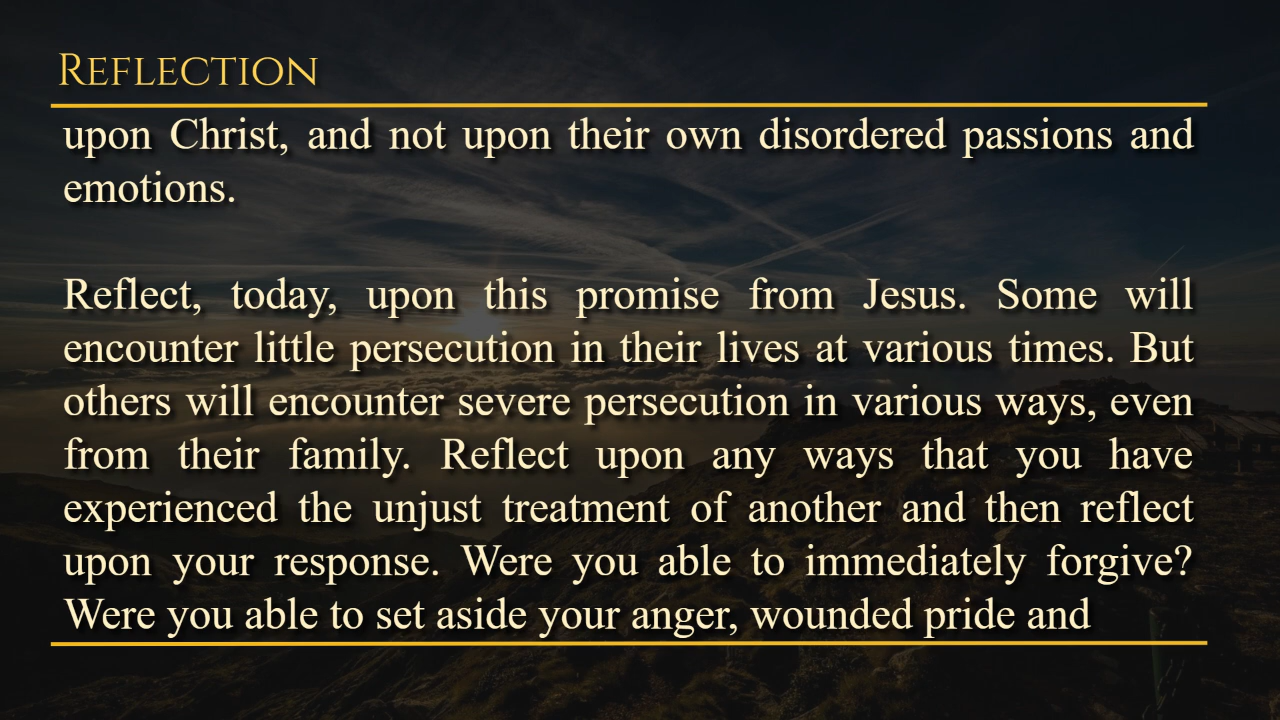 Reflection
upon Christ, and not upon their own disordered passions and
emotions.
Reflect, today, upon this promise from Jesus. Some will
encounter little persecution in their lives at various times. But
others will encounter severe persecution in various ways, even
from their family. Reflect upon any ways that you have
experienced the unjust treatment of another and then reflect
upon your response. Were you able to immediately forgive?
Were you able to set aside your anger, wounded pride and